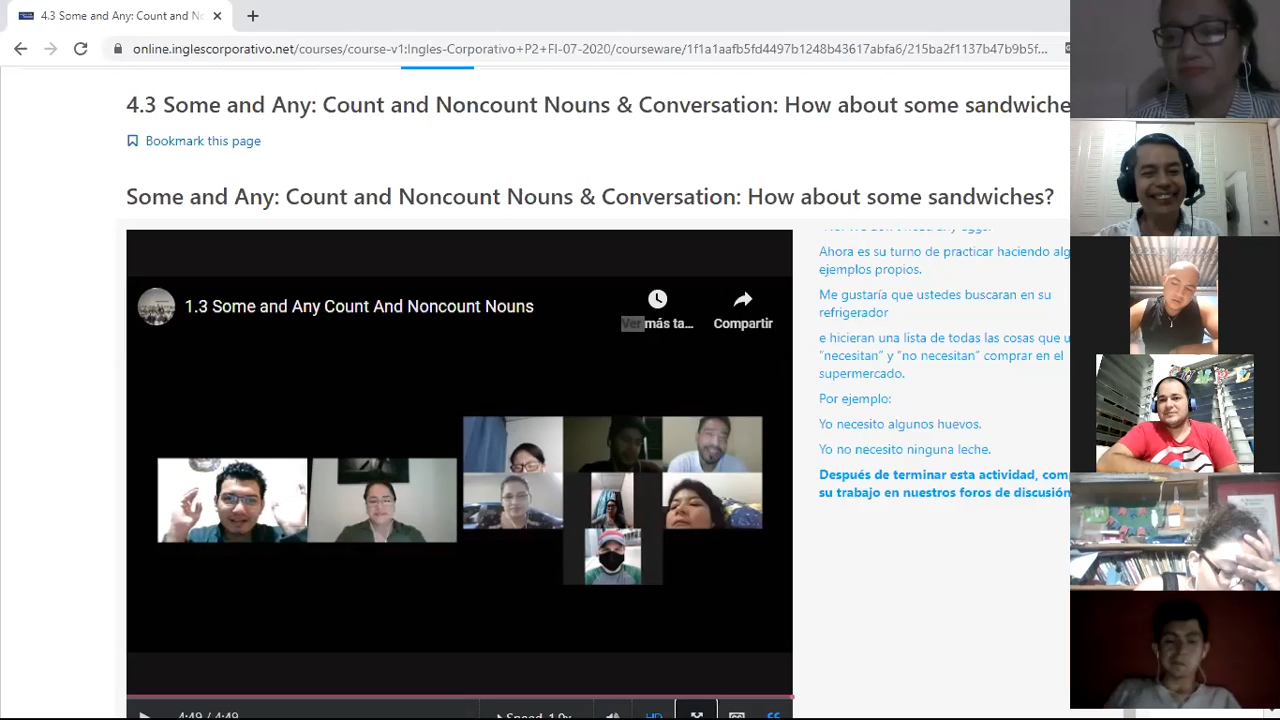 4.3 Some and Any: Count and No
online.inglescorporativo.net/courses/course-v1:Ingles-Corporativo+P2+FI-07-2020/courseware/1f1a1aafb5fd4497b1248b43617abfa6/215ba2f1137b47b9b5f...
4.3 Some and Any: Count and Noncount Nouns & Conversation: How about some sandwiche
Bookmark this page
Some and Any: Count and Noncount Nouns & Conversation: How about some sandwiches?
1.3 Some and Any Count And Noncount Nouns
Ver más ta...
Compartir
Ahora es su turno de practicar haciendo alg
ejemplos propios.
Me gustaría que ustedes buscaran en su
refrigerador
e hicieran una lista de todas las cosas que u
"necesitan" y "no necesitan" comprar en el
supermercado.
Por ejemplo:
Yo necesito algunos huevos.
Yo no necesito ninguna leche.
Después de terminar esta actividad, com
su trabajo en nuestros foros de discusión
4:49 / 4:49
Speed 1.0x
HD